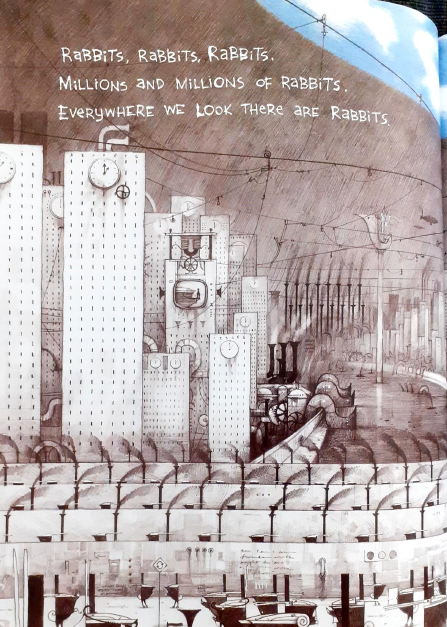 RABBITS, RABBITS, RABBITS.
MILLIONS AND MILLIONS OF RABBITS.
EVERYWHERE WE LOOK THERE ARE RABBITS.